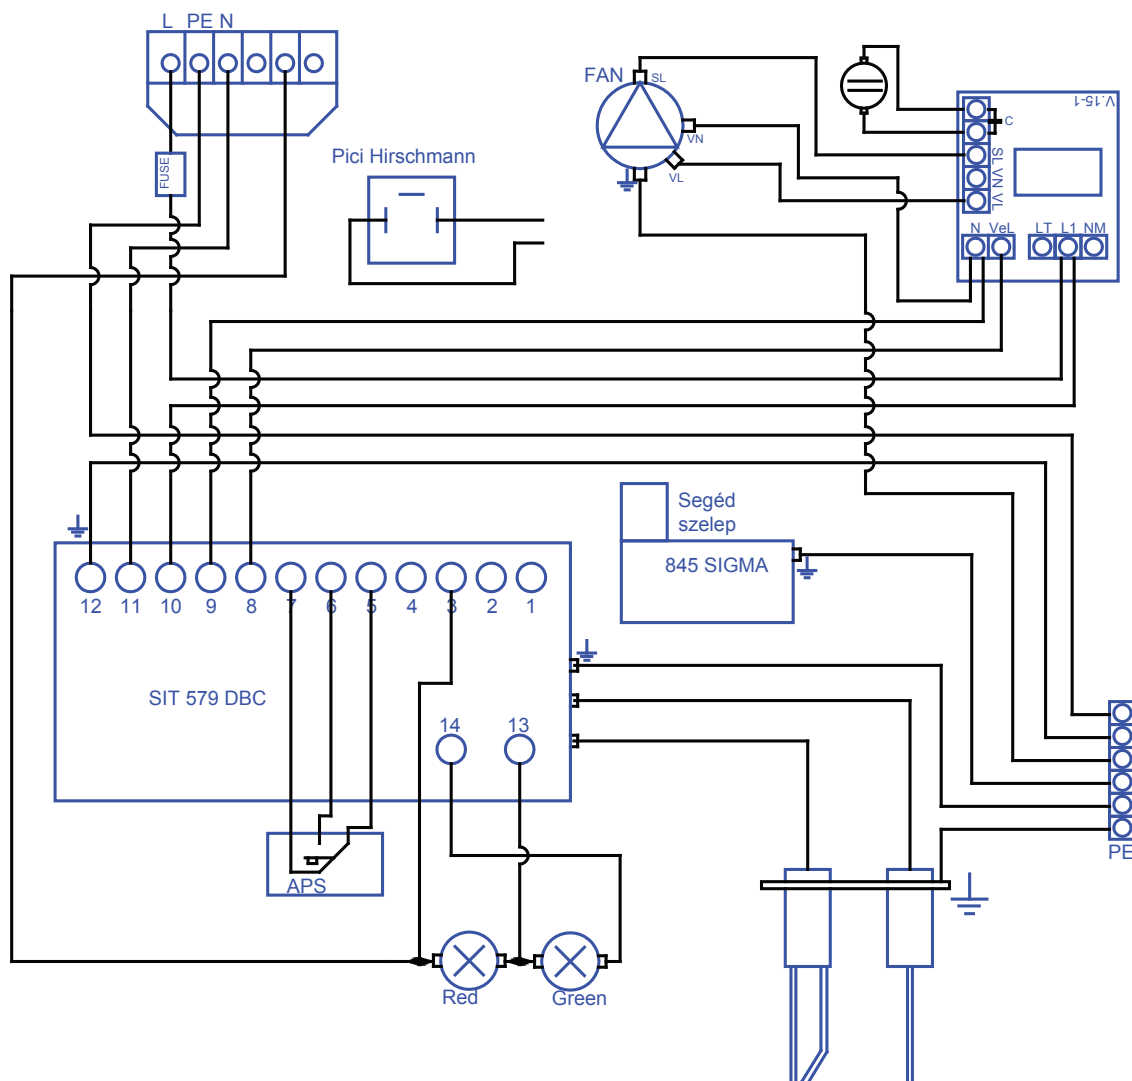 L PE N
FUSE
Pici Hirschmann
FAN
SL
VN
VL
V.15-1
C
SL VN VL
N VeL LT L1 NM
Segéd
szelep
845 SIGMA
12 11 10 9 8 7 6 5 4 3 2 1
SIT 579 DBC
14 13
APS
PE
Red
Green